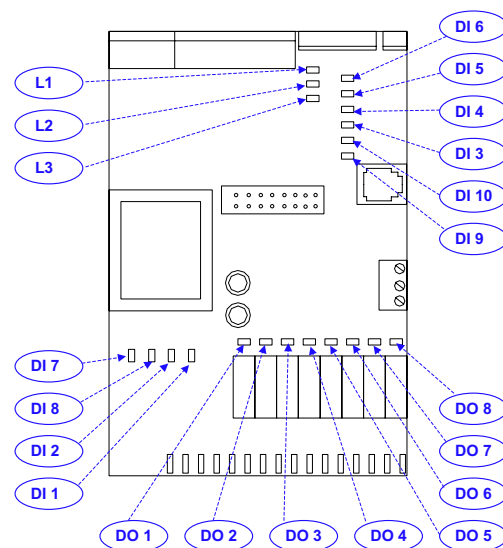 DI 6
L1
DI 5
L2
DI 4
L3
DI 3
DI 10
DI 9
DI 7
DI 8
DO 8
DI 2
DO 7
DI 1
DO 6
DO 1
DO 2
DO 3
DO 4
DO 5